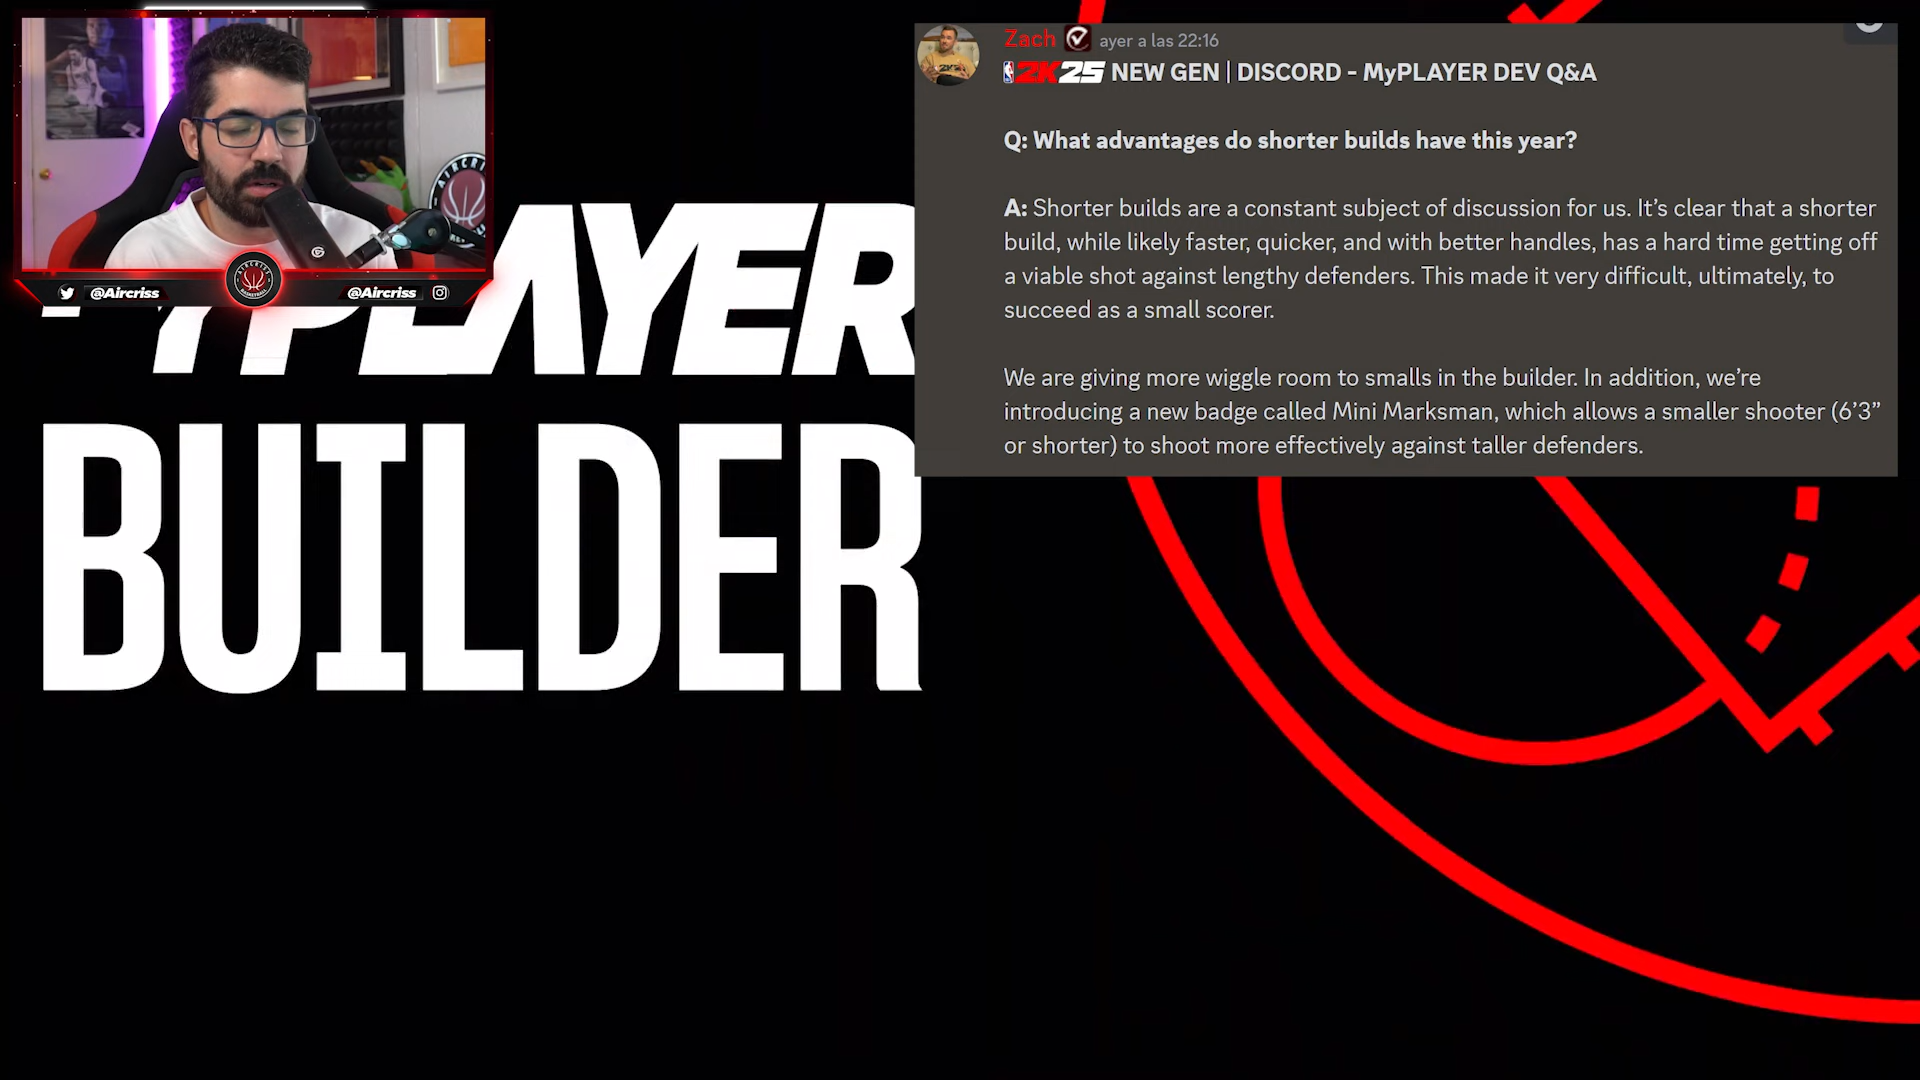 Zach ayer a las 22:16
2K25 NEW GEN | DISCORD - MyPLAYER DEV Q&A
Q: What advantages do shorter builds have this year?
A: Shorter builds are a constant subject of discussion for us. It’s clear that a shorter
build, while likely faster, quicker, and with better handles, has a hard time getting off
a viable shot against lengthy defenders. This made it very difficult, ultimately, to
succeed as a small scorer.
We are giving more wiggle room to smalls in the builder. In addition, we’re
introducing a new badge called Mini Marksman, which allows a smaller shooter (6’3”
or shorter) to shoot more effectively against taller defenders.
@Aircriss
@Aircriss
MYPLAYER
BUILDER